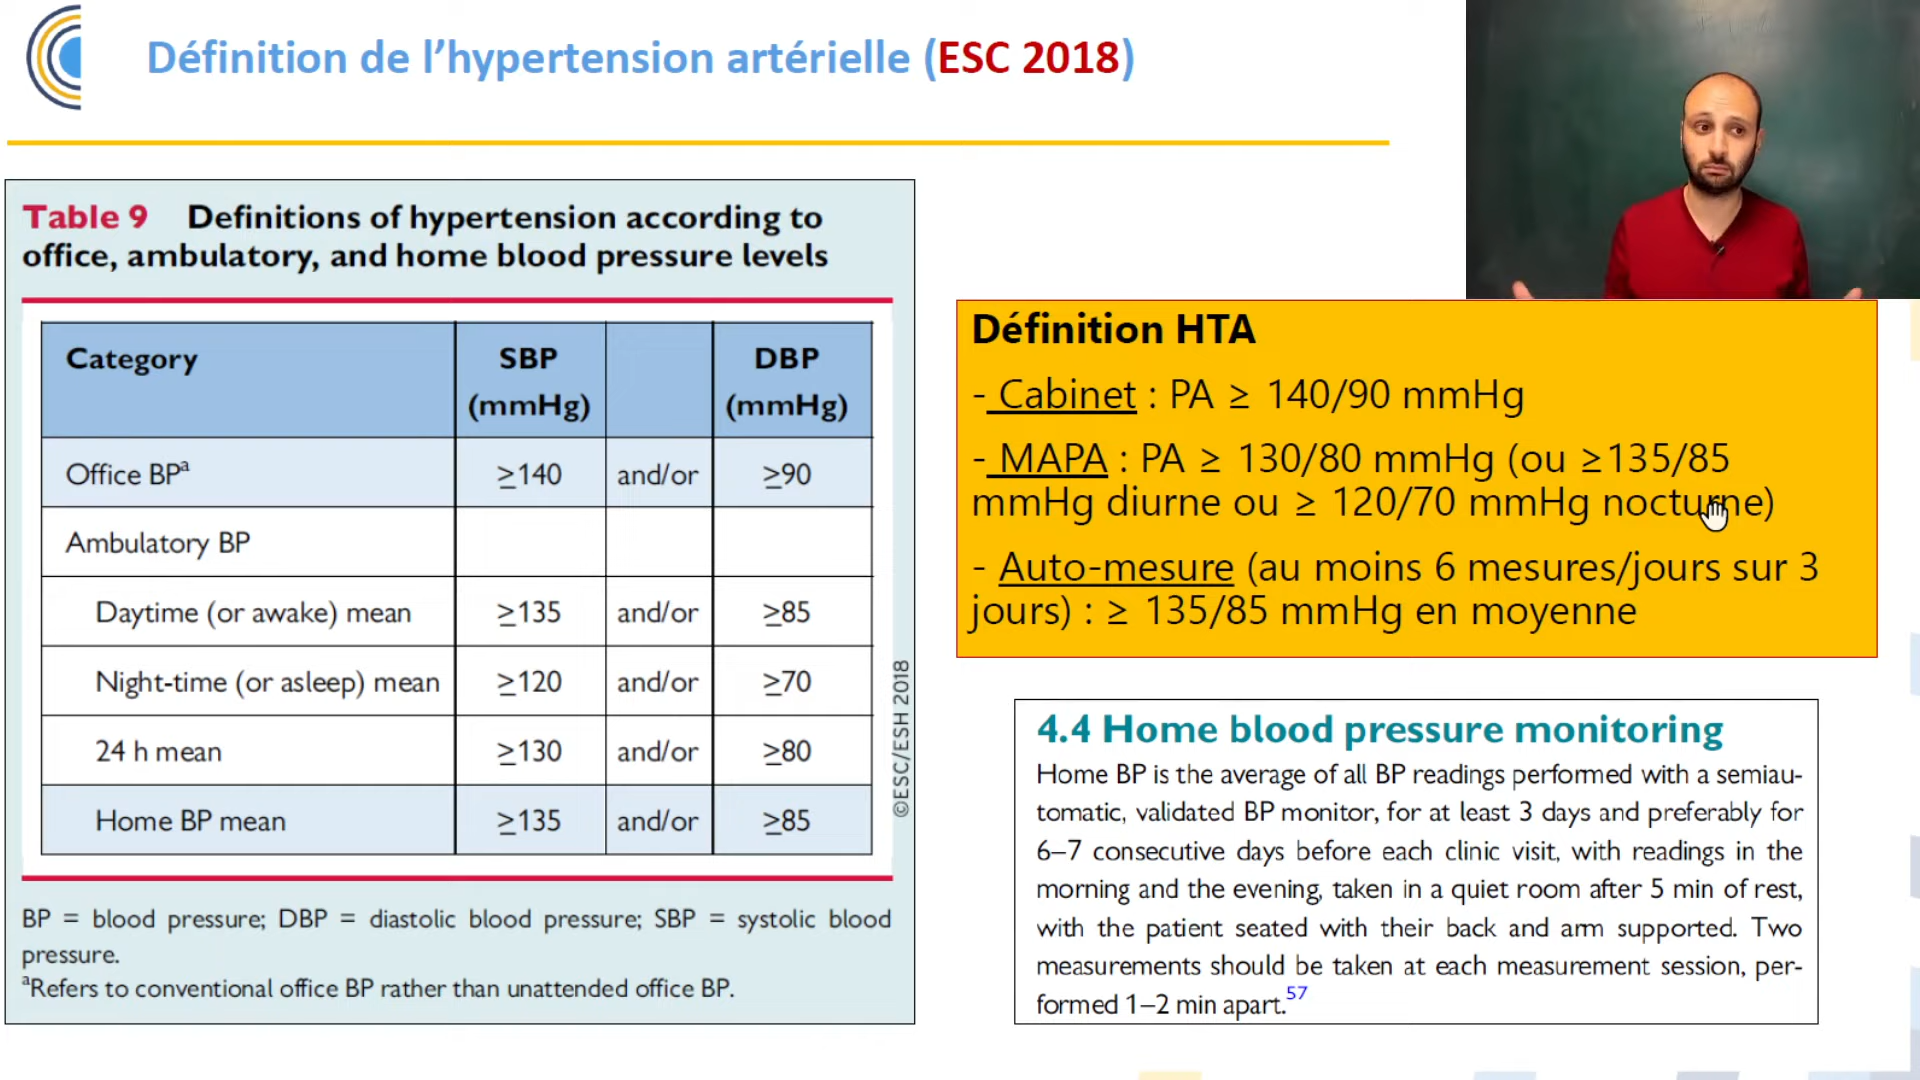 Définition de l’hypertension artérielle (ESC 2018)
Table 9 Definitions of hypertension according to
office, ambulatory, and home blood pressure levels
Category SBP (mmHg) DBP (mmHg)
Office BPa ≥140 and/or ≥90
Ambulatory BP
Daytime (or awake) mean ≥135 and/or ≥85
Night-time (or asleep) mean ≥120 and/or ≥70
24 h mean ≥130 and/or ≥80
Home BP mean ≥135 and/or ≥85
©ESC/ESH 2018
BP = blood pressure; DBP = diastolic blood pressure; SBP = systolic blood
pressure.
aRefers to conventional office BP rather than unattended office BP.
Définition HTA
- Cabinet : PA ≥ 140/90 mmHg
- MAPA : PA ≥ 130/80 mmHg (ou ≥135/85
mmHg diurne ou ≥ 120/70 mmHg nocturne)
- Auto-mesure (au moins 6 mesures/jours sur 3
jours) : ≥ 135/85 mmHg en moyenne
4.4 Home blood pressure monitoring
Home BP is the average of all BP readings performed with a semiau-
tomatic, validated BP monitor, for at least 3 days and preferably for
6–7 consecutive days before each clinic visit, with readings in the
morning and the evening, taken in a quiet room after 5 min of rest,
with the patient seated with their back and arm supported. Two
measurements should be taken at each measurement session, per-
formed 1–2 min apart.57